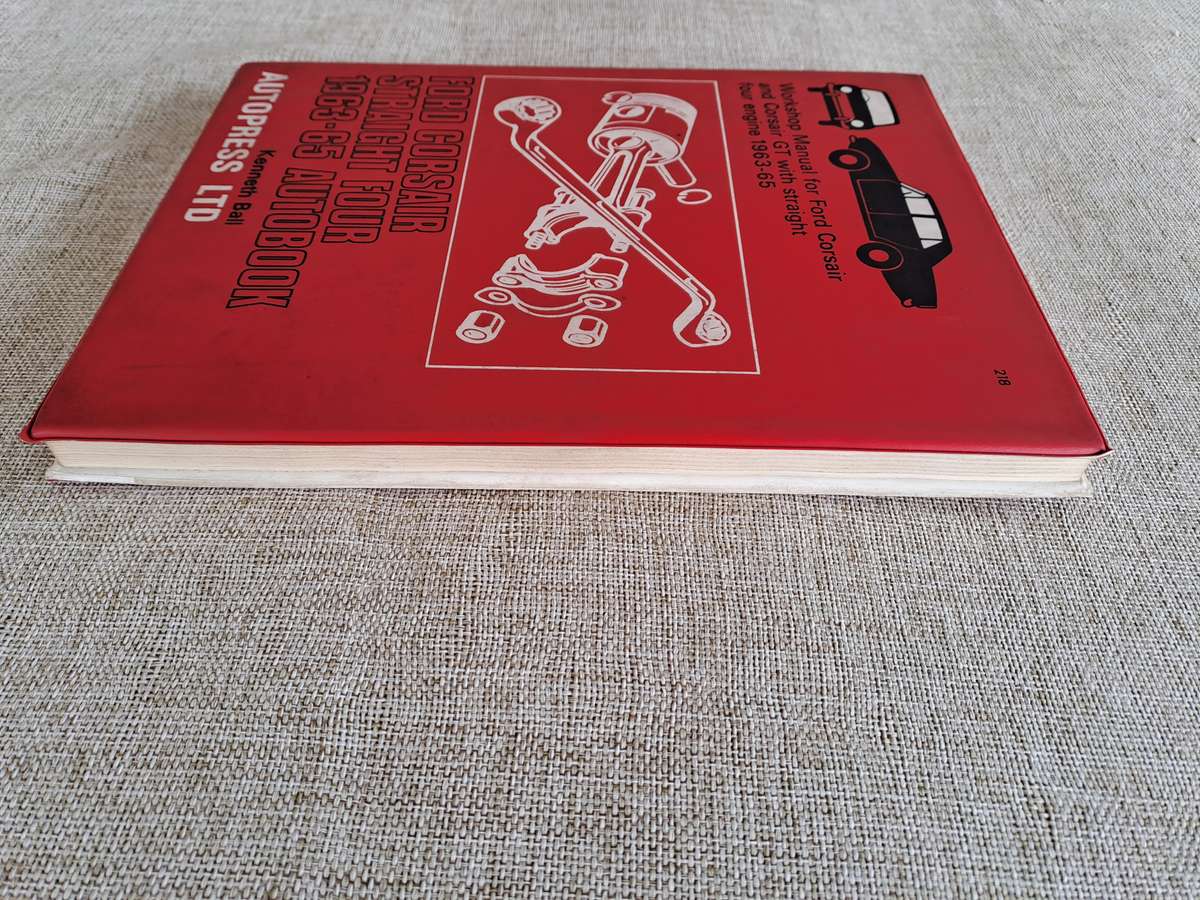 218
Workshop Manual for Ford Corsair
and Corsair GT with straight
four engine 1963-65
FORD CORSAIR
STRAIGHT FOUR
1963-65 AUTOBOOK
Kenneth Ball
AUTOPRESS LTD